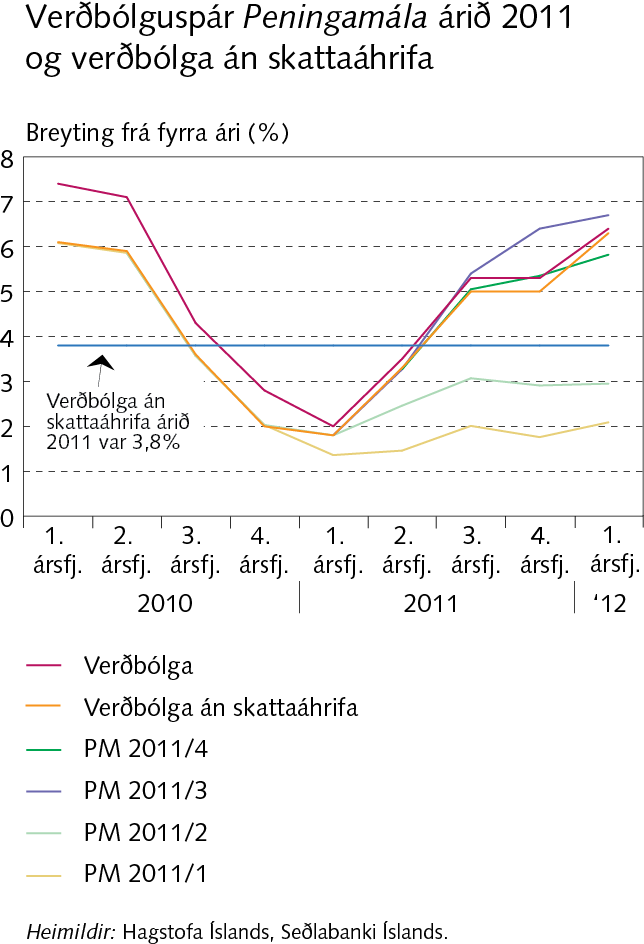 Verðbólguspár Peningamála árið 2011
og verðbólga án skattaáhrifa
Breyting frá fyrra ári (%)
8
7
6
5
4
3
2
1
0
Verðbólga án
skattaáhrifa árið
2011 var 3,8%
1. 2. 3. 4. 1. 2. 3. 4. 1.
ársfj. ársfj. ársfj. ársfj. ársfj. ársfj. ársfj. ársfj. ársfj.
2010 2011 ‘12
Verðbólga
Verðbólga án skattaáhrifa
PM 2011/4
PM 2011/3
PM 2011/2
PM 2011/1
Heimildir: Hagstofa Íslands, Seðlabanki Íslands.